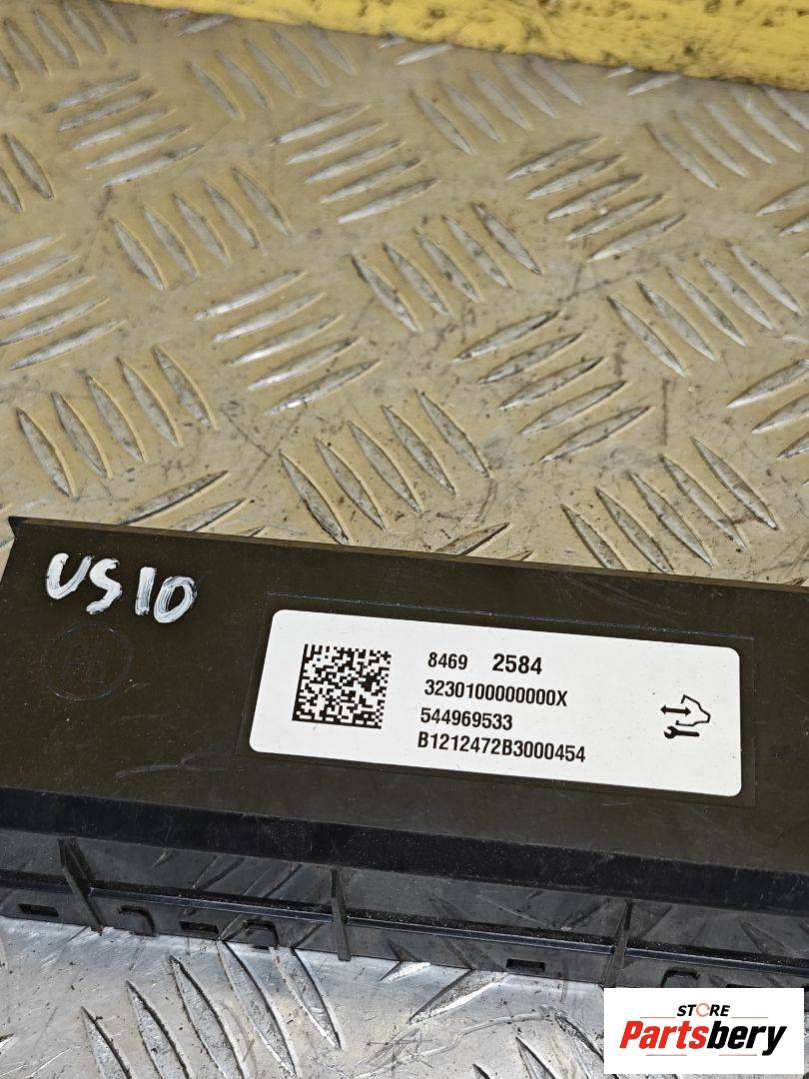 US10
8469 2584
3230100000000X
544969533
B1212472B3000454
STORE
Partsbery